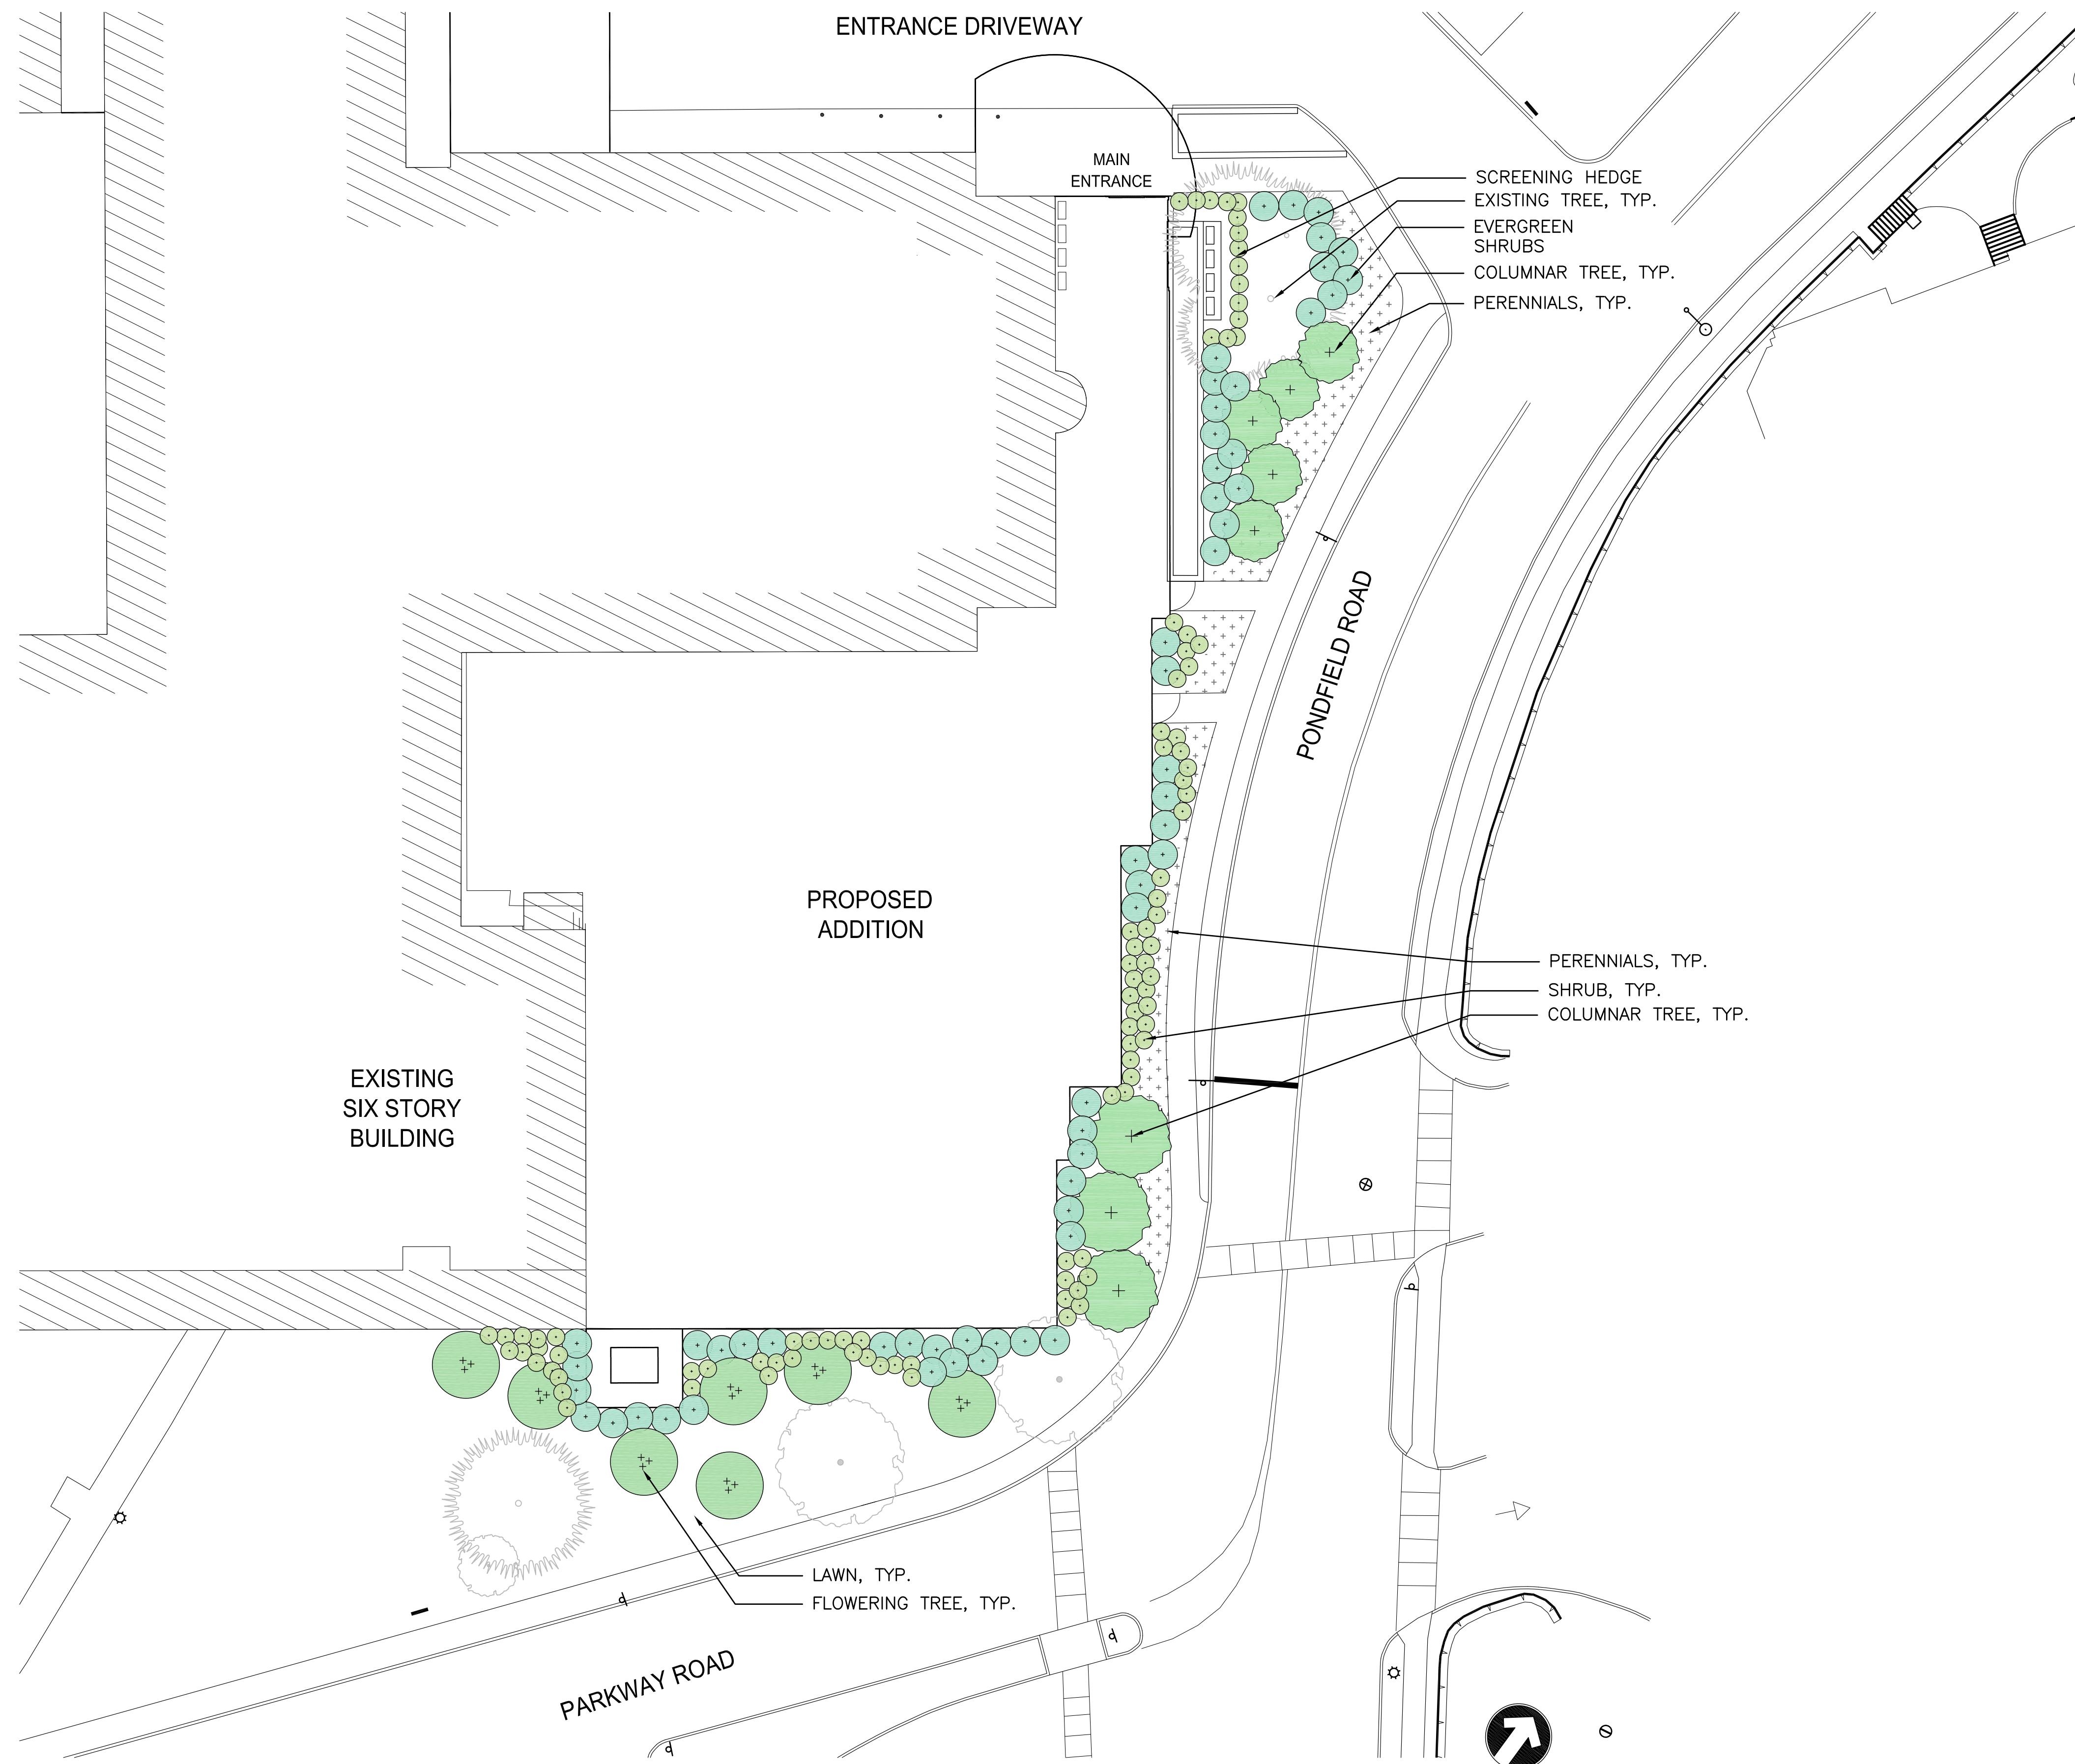 ENTRANCE DRIVEWAY
MAIN
ENTRANCE
SCREENING HEDGE
EXISTING TREE, TYP.
EVERGREEN
SHRUBS
COLUMNAR TREE, TYP.
PERENNIALS, TYP.
PONDFIELD ROAD
PROPOSED
ADDITION
PERENNIALS, TYP.
SHRUB, TYP.
COLUMNAR TREE, TYP.
EXISTING
SIX STORY
BUILDING
LAWN, TYP.
FLOWERING TREE, TYP.
PARKWAY ROAD